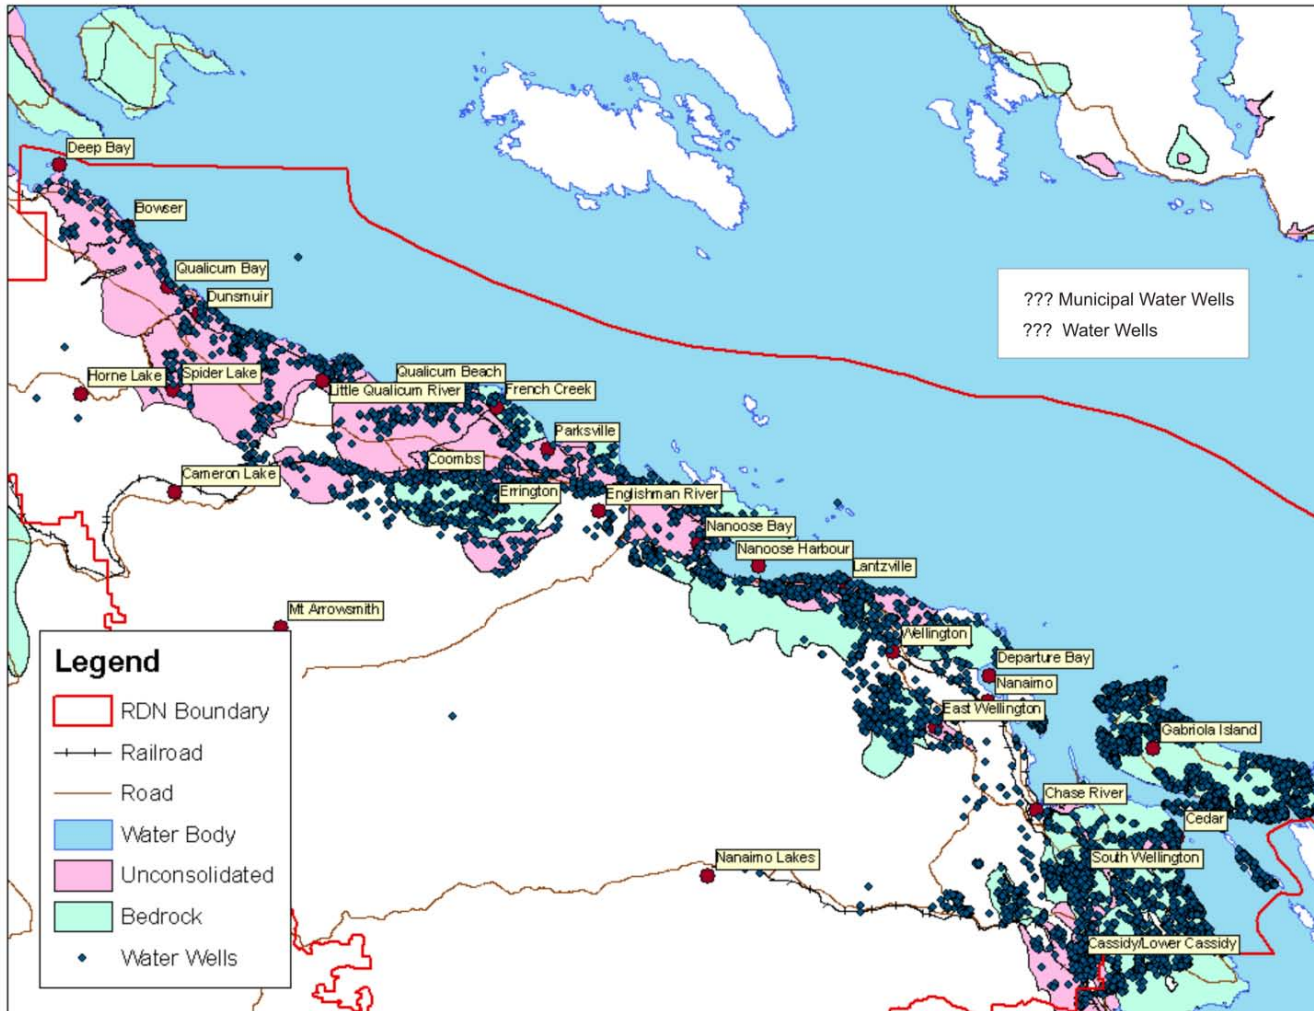 Deep Bay
Bowser
Qualicum Bay
Dunsmuir
??? Municipal Water Wells
??? Water Wells
Horne Lake
Spider Lake
Qualicum Beach
Little Qualicum River
French Creek
Parksville
Coombs
Cameron Lake
Errington
Englishman River
Nanoose Bay
Nanoose Harbour
Lantzville
Mt Arrowsmith
Wellington
Departure Bay
Nanaimo
East Wellington
Gabriola Island
Chase River
Cedar
South Wellington
Nanaimo Lakes
Cassidy/Lower Cassidy
Legend
RDN Boundary
Railroad
Road
Water Body
Unconsolidated
Bedrock
Water Wells